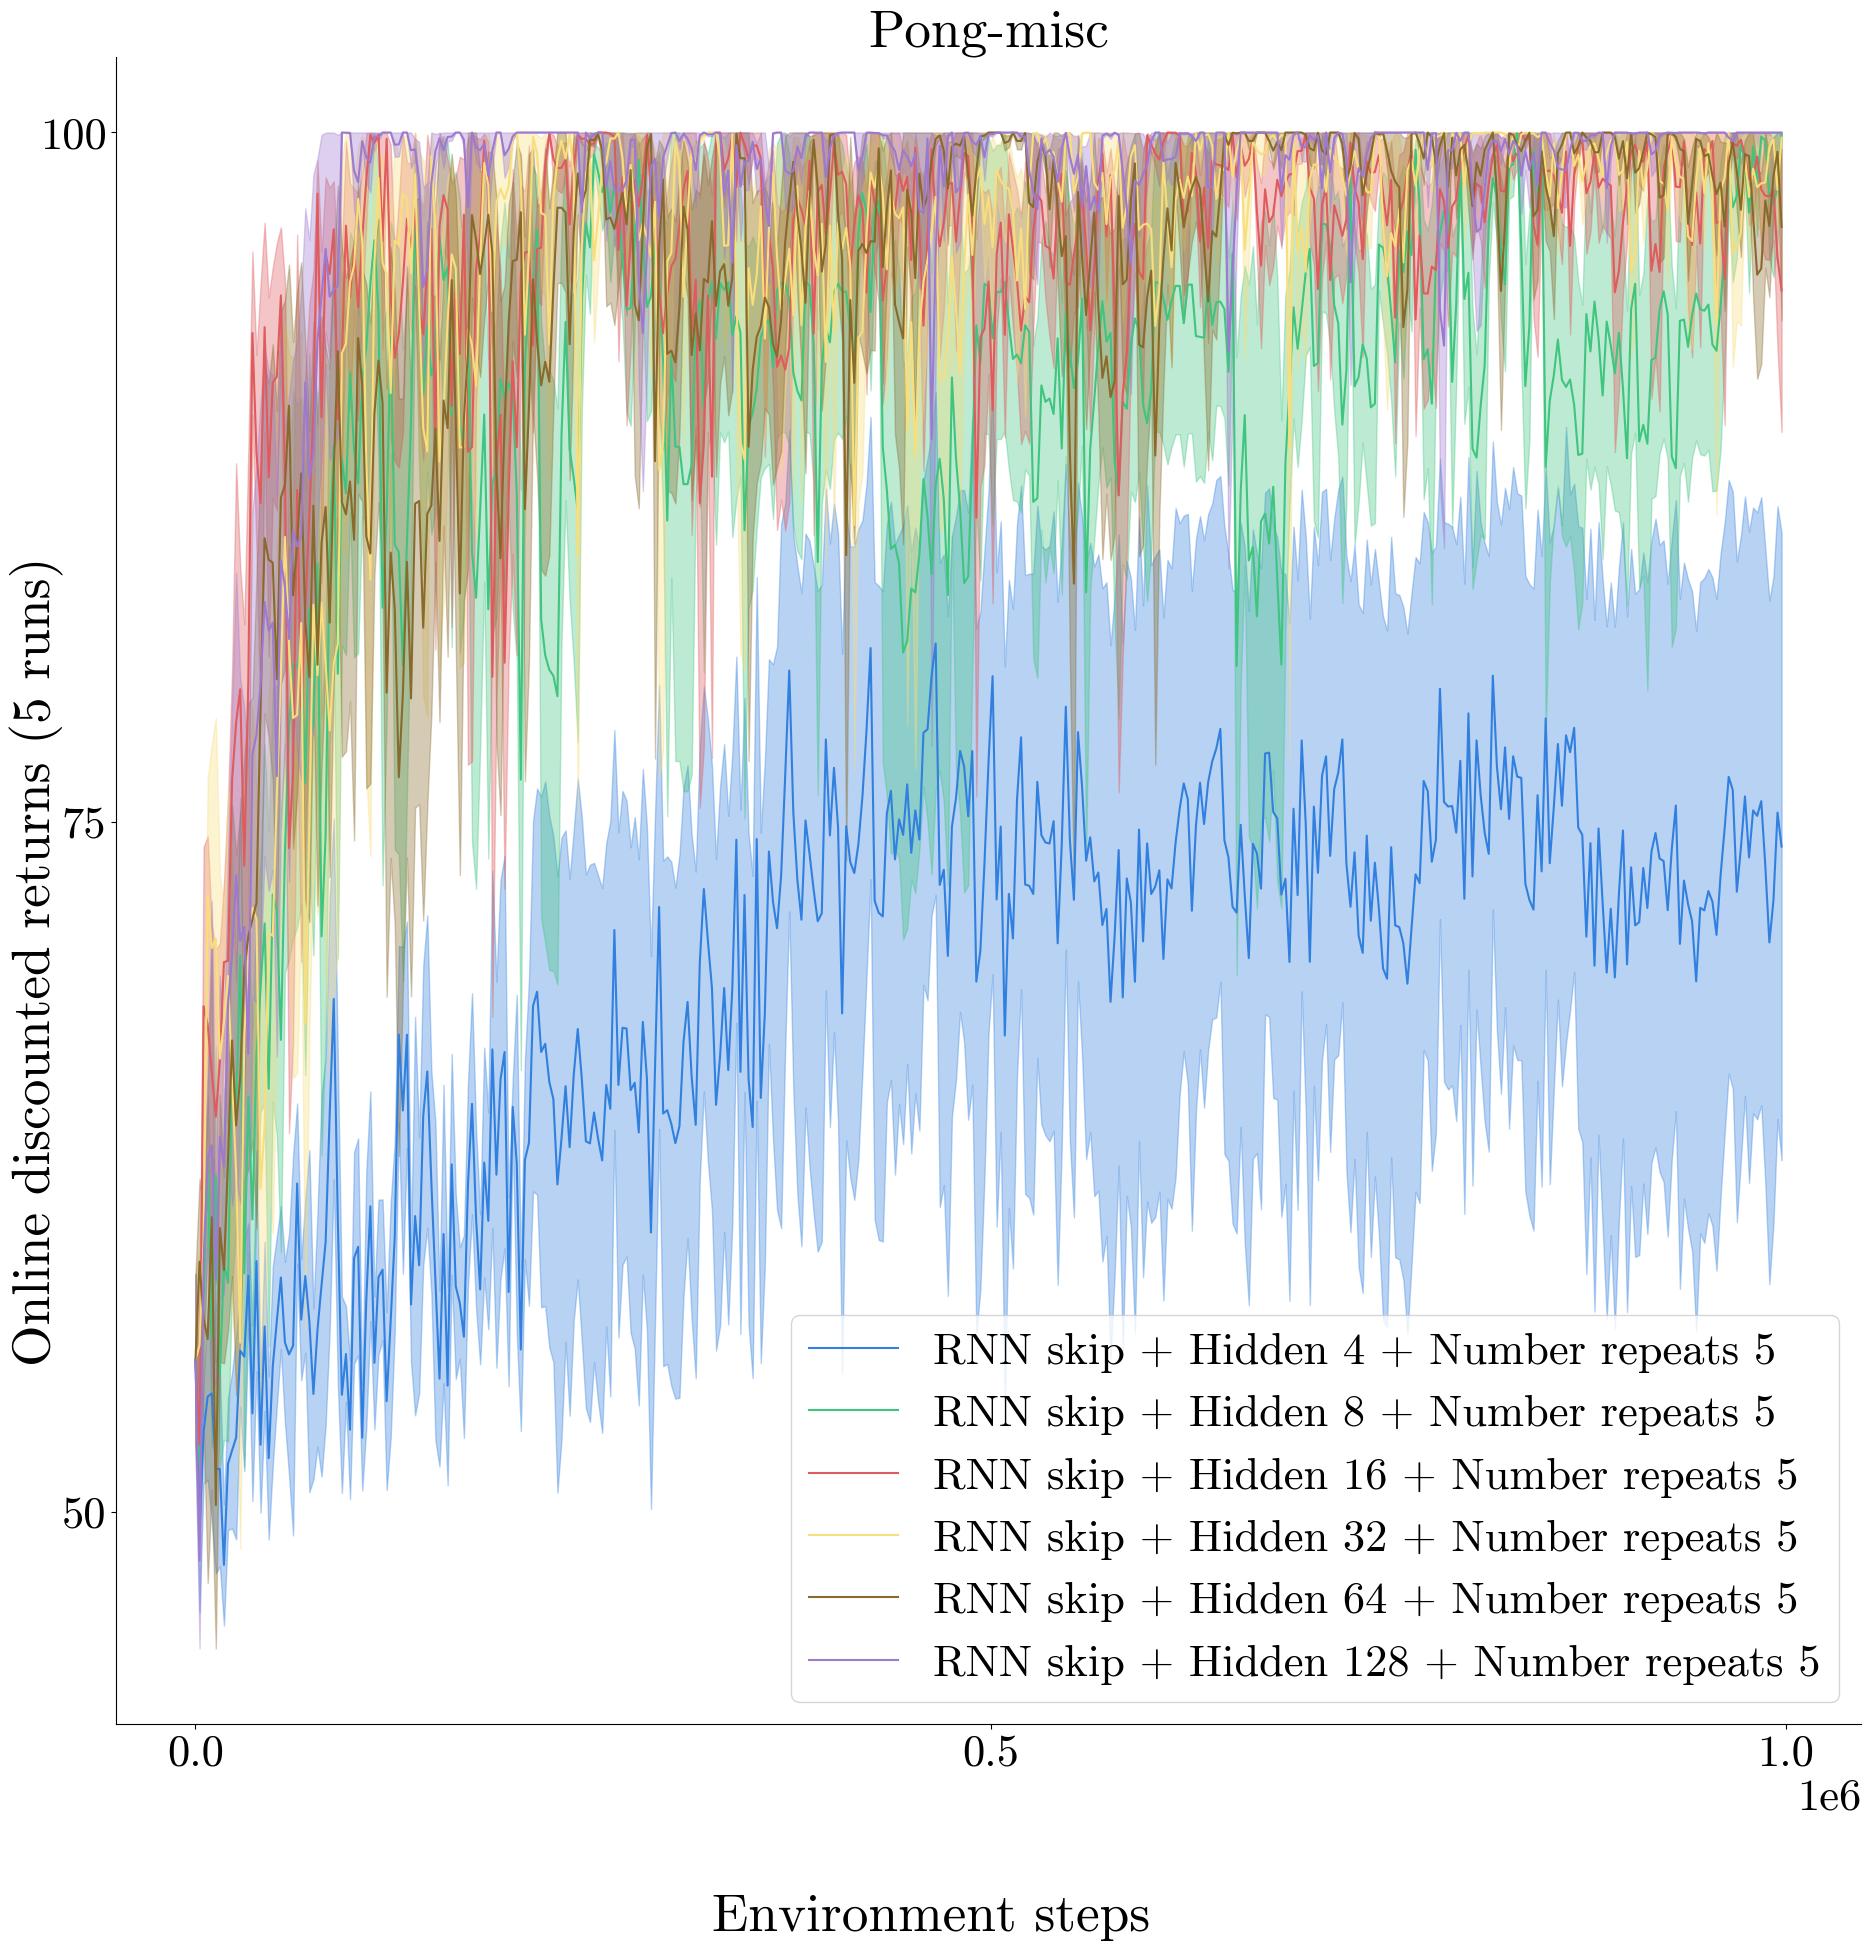 Pong-misc
Online discounted returns (5 runs)
100
75
50
RNN skip + Hidden 4 + Number repeats 5
RNN skip + Hidden 8 + Number repeats 5
RNN skip + Hidden 16 + Number repeats 5
RNN skip + Hidden 32 + Number repeats 5
RNN skip + Hidden 64 + Number repeats 5
RNN skip + Hidden 128 + Number repeats 5
0.0 0.5 1.0
1e6
Environment steps